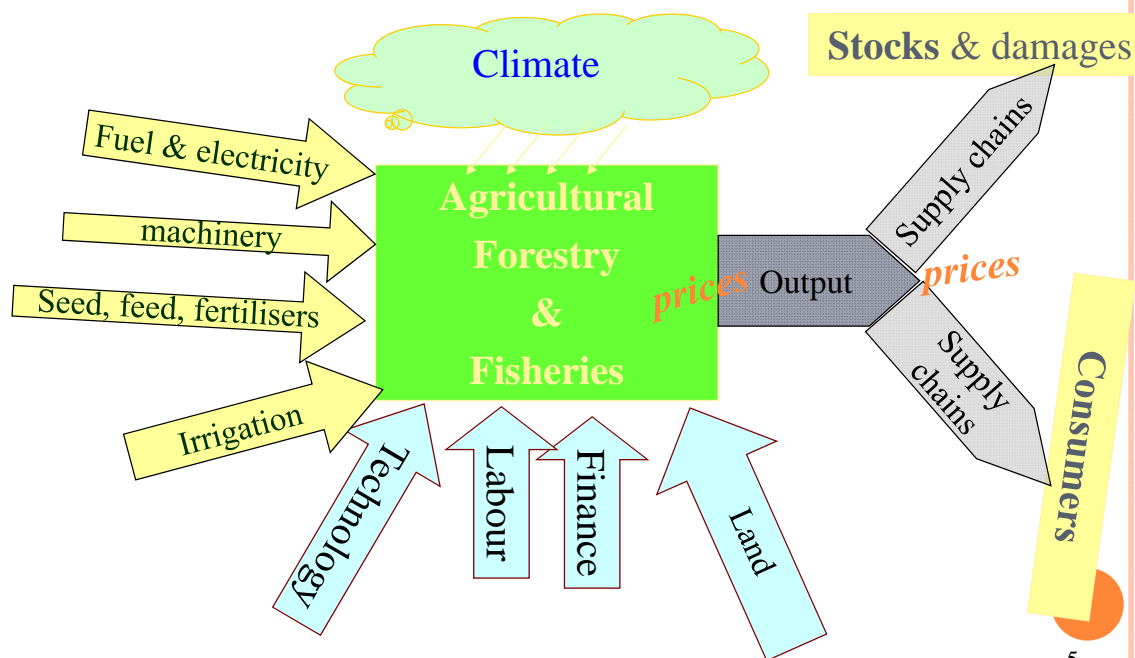 Climate
Stocks & damages
Fuel & electricity
machinery
Seed, feed, fertilisers
Irrigation
Agricultural
Forestry
&
Fisheries
prices
Output
prices
Supply chains
Supply
chains
Consumers
Technology
Labour
Finance
Land